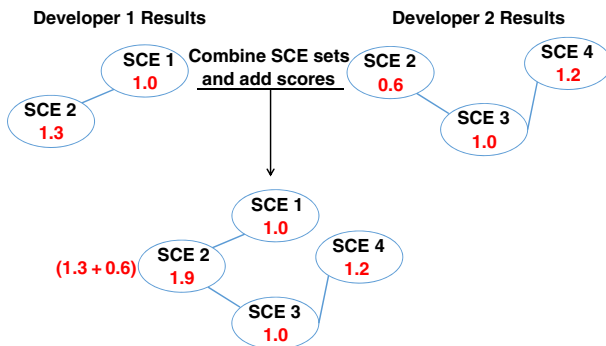 Developer 1 Results
Developer 2 Results
SCE 1
1.0
SCE 2
1.3
Combine SCE sets
and add scores
SCE 2
0.6
SCE 4
1.2
SCE 3
1.0
SCE 1
1.0
(1.3 + 0.6)
SCE 2
1.9
SCE 4
1.2
SCE 3
1.0